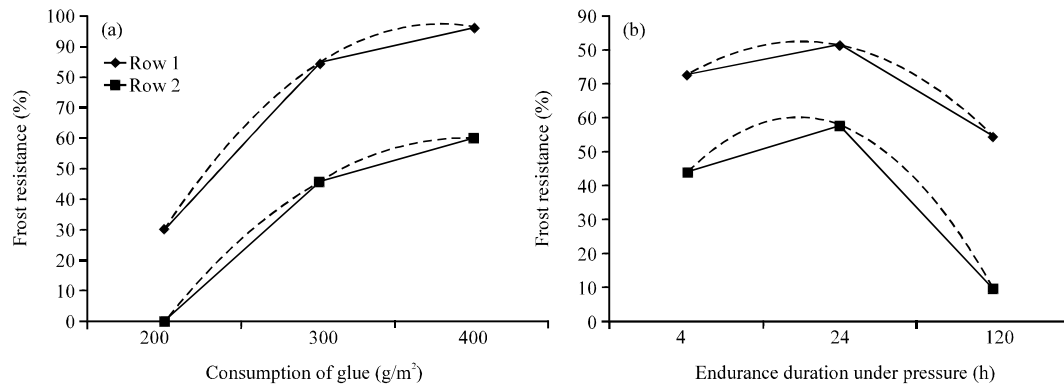 (a)
Row 1
Row 2
Frost resistance (%)
100
90
50
70
60
50
40
30
20
10
0
200 300 400
Consumption of glue (g/m²)
(b)
Frost resistance (%)
90
50
70
60
50
40
30
20
10
0
4 24 120
Endurance duration under pressure (h)